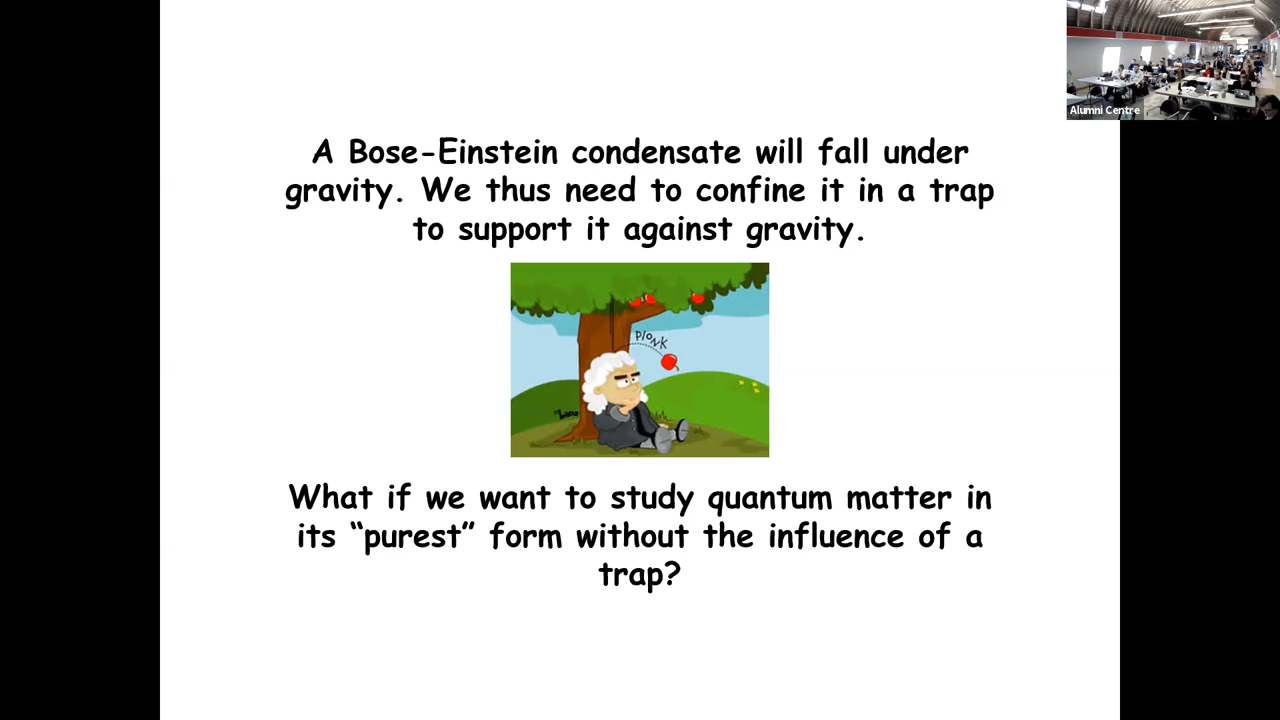 A Bose-Einstein condensate will fall under
gravity. We thus need to confine it in a trap
to support it against gravity.
plonk
What if we want to study quantum matter in
its “purest” form without the influence of a
trap?
Alumni Centre